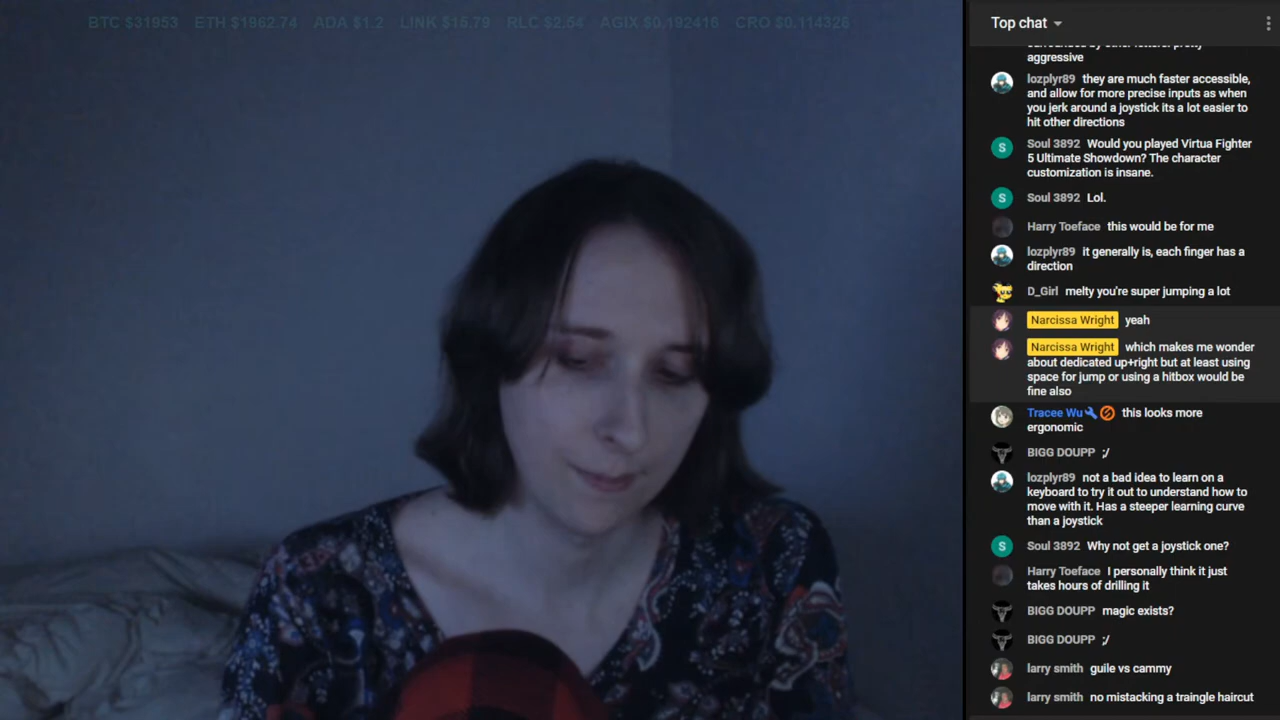 BTC $31953 ETH $1962.74 ADA $1.2 LINK $15.79 RLC $2.54 AGIX $0.192416 CRO $0.114326
Top chat
aggressive
lozplyr89 they are much faster accessible,
and allow for more precise inputs as when
you jerk around a joystick its a lot easier to
hit other directions
Soul 3892 Would you played Virtua Fighter
5 Ultimate Showdown? The character
customization is insane.
Soul 3892 Lol.
Harry Toeface this would be for me
lozplyr89 it generally is, each finger has a
direction
D_Girl melty you're super jumping a lot
Narcissa Wright yeah
Narcissa Wright which makes me wonder
about dedicated up+right but at least using
space for jump or using a hitbox would be
fine also
Tracee Wu this looks more
ergonomic
BIGG DOUPP ;/
lozplyr89 not a bad idea to learn on a
keyboard to try it out to understand how to
move with it. Has a steeper learning curve
than a joystick
S Soul 3892 Why not get a joystick one?
Harry Toeface I personally think it just
takes hours of drilling it
BIGG DOUPP magic exists?
BIGG DOUPP ;/
larry smith guile vs cammy
larry smith no mistacking a traingle haircut